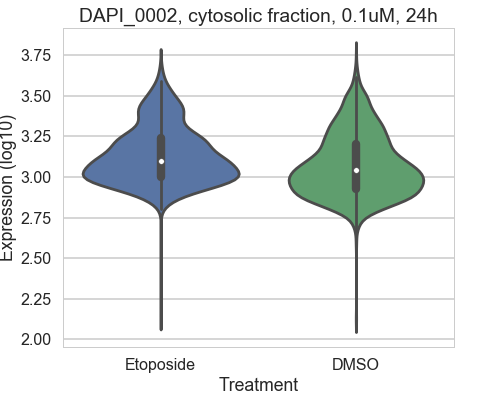 DAPI_0002, cytosolic fraction, 0.1uM, 24h
Expression (log10)
3.75
3.50
3.25
3.00
2.75
2.50
2.25
2.00
Etoposide DMSO
Treatment